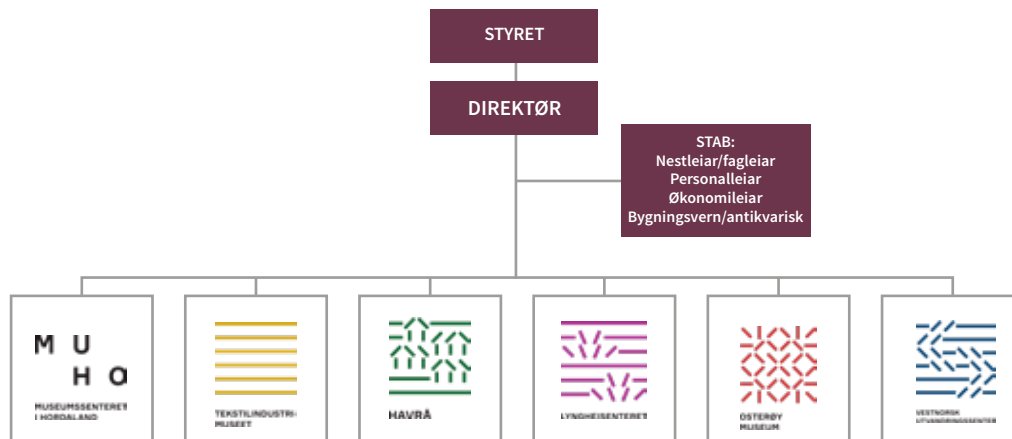 STYRET
DIREKTØR
STAB:
Nestleiar/fagleiar
Personalleiar
Økonomileiar
Bygningsvern/antikvarisk
M U
H O
MUSEUMSSENTERET
I HORDALAND
TEKSTILINDUSTRI-
MUSEET
HAVRÅ
LYNGHEISENTERET
OSTERØY
MUSEUM
VESTNORSK
UTVANDRINGSSENTER